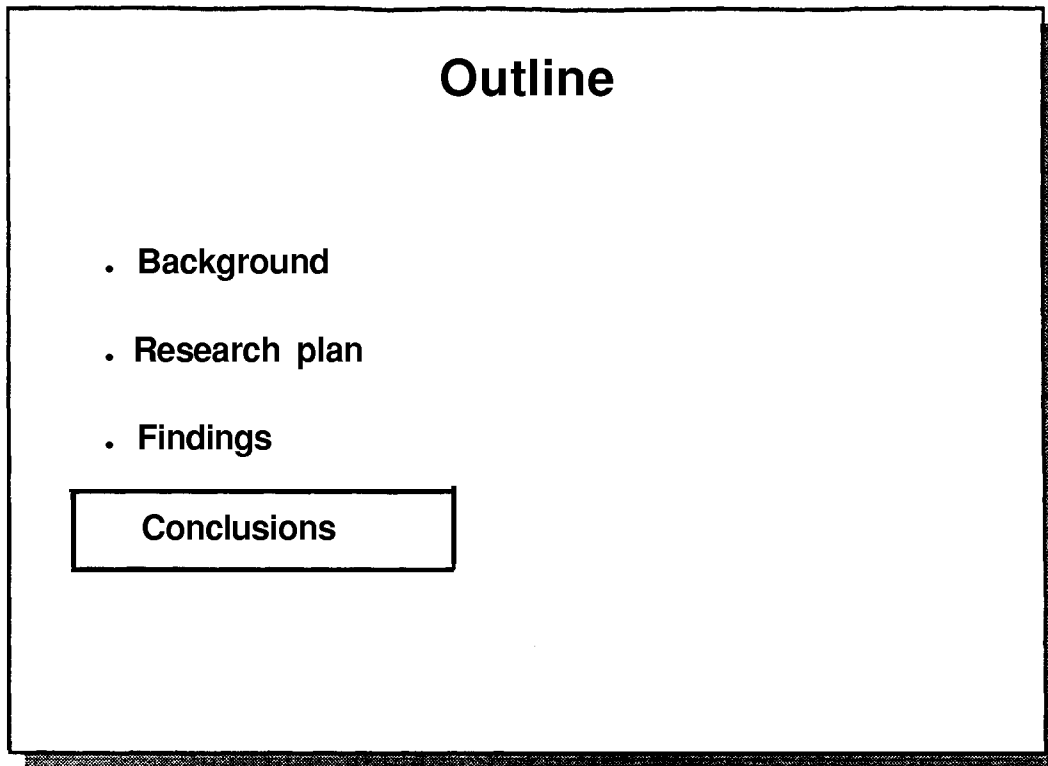 Outline
. Background
. Research plan
. Findings
Conclusions